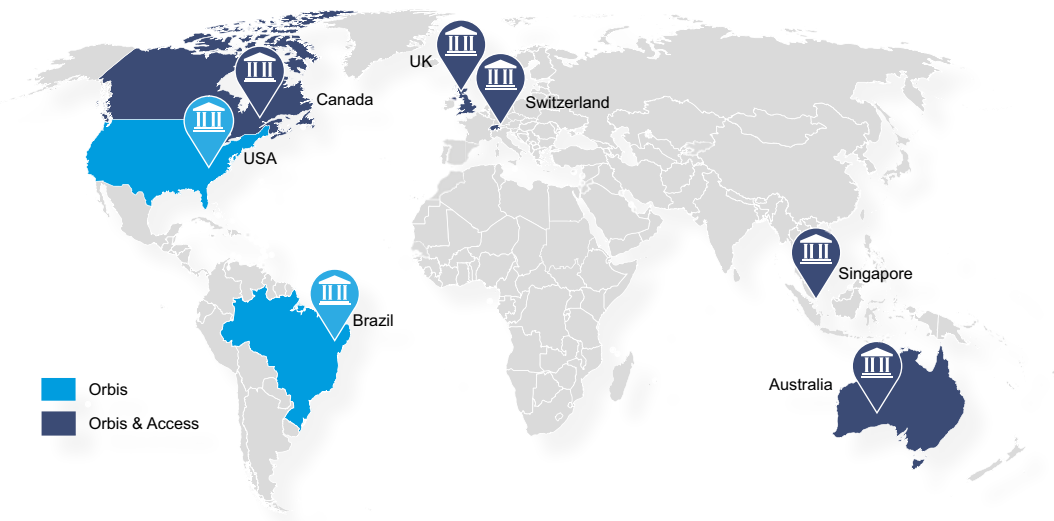 UK
Canada
Switzerland
USA
Singapore
Brazil
Australia
Orbis
Orbis & Access